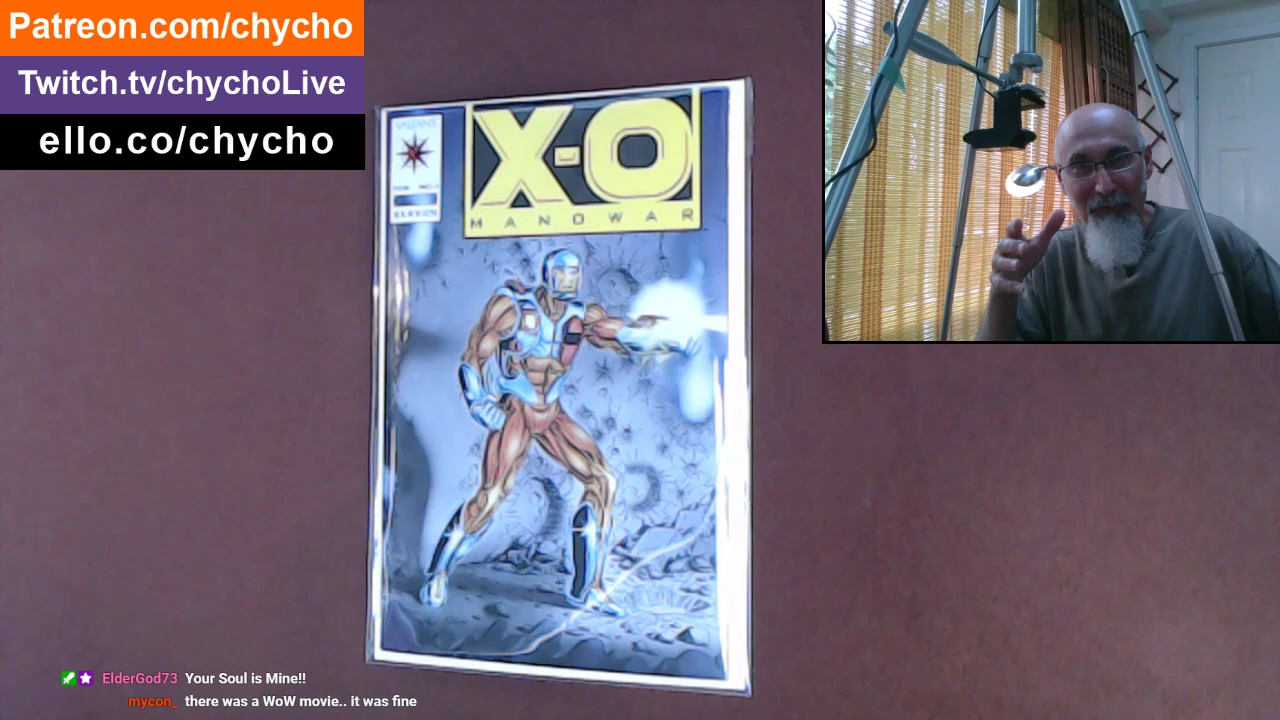 Patreon.com/chycho
Twitch.tv/chychoLive
ello.co/chycho
VALIANT
X-O
MANOWAR
ElderGod73 Your Soul is Mine!!
mycon_ there was a WoW movie.. it was fine